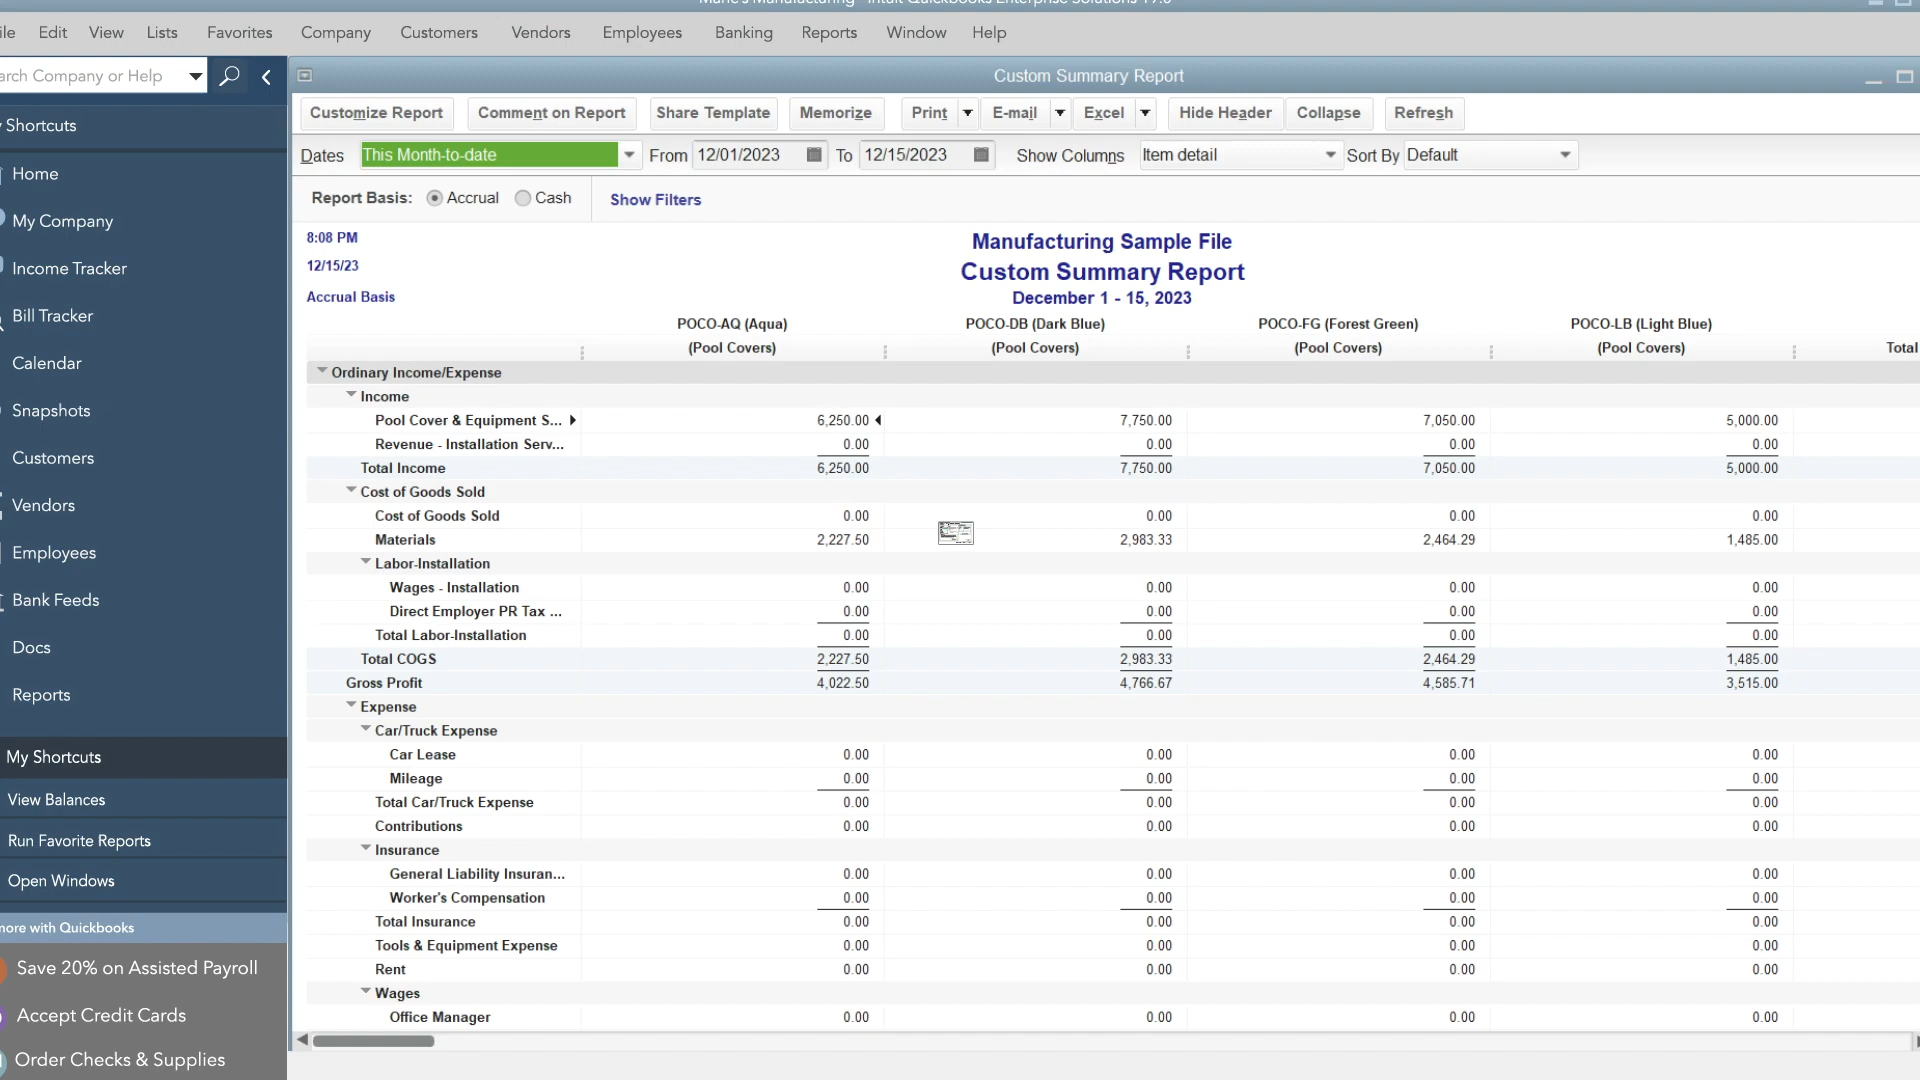 Edit View Lists Favorites Company Customers Vendors Employees Banking Reports Window Help
Company or Help
Custom Summary Report
Customize Report Comment on Report Share Template Memorize Print E-mail Excel Hide Header Collapse Refresh
Dates This Month-to-date From 12/01/2023 To 12/15/2023 Show Columns Item detail Sort By Default
Report Basis: Accrual Cash Show Filters
Shortcuts
Home
My Company
Income Tracker
Bill Tracker
Calendar
Snapshots
Customers
Vendors
Employees
Bank Feeds
Docs
Reports
My Shortcuts
View Balances
Run Favorite Reports
Open Windows
with Quickbooks
Save 20% on Assisted Payroll
Accept Credit Cards
Order Checks & Supplies
8:08 PM
12/15/23
Accrual Basis
Manufacturing Sample File
Custom Summary Report
December 1 - 15, 2023
POCO-AQ (Aqua) POCO-DB (Dark Blue) POCO-FG (Forest Green) POCO-LB (Light Blue)
(Pool Covers) (Pool Covers) (Pool Covers) (Pool Covers) Total
Ordinary Income/Expense
Income
Pool Cover & Equipment S... 6,250.00 7,750.00 7,050.00 5,000.00
Revenue - Installation Serv... 0.00 0.00 0.00 0.00
Total Income 6,250.00 7,750.00 7,050.00 5,000.00
Cost of Goods Sold
Cost of Goods Sold 0.00 0.00 0.00 0.00
Materials 2,227.50 2,983.33 2,464.29 1,485.00
Labor-Installation
Wages - Installation 0.00 0.00 0.00 0.00
Direct Employer PR Tax ... 0.00 0.00 0.00 0.00
Total Labor-Installation 0.00 0.00 0.00 0.00
Total COGS 2,227.50 2,983.33 2,464.29 1,485.00
Gross Profit 4,022.50 4,766.67 4,585.71 3,515.00
Expense
Car/Truck Expense
Car Lease 0.00 0.00 0.00 0.00
Mileage 0.00 0.00 0.00 0.00
Total Car/Truck Expense 0.00 0.00 0.00 0.00
Contributions 0.00 0.00 0.00 0.00
Insurance
General Liability Insuran... 0.00 0.00 0.00 0.00
Worker's Compensation 0.00 0.00 0.00 0.00
Total Insurance 0.00 0.00 0.00 0.00
Tools & Equipment Expense 0.00 0.00 0.00 0.00
Rent 0.00 0.00 0.00 0.00
Wages
Office Manager 0.00 0.00 0.00 0.00